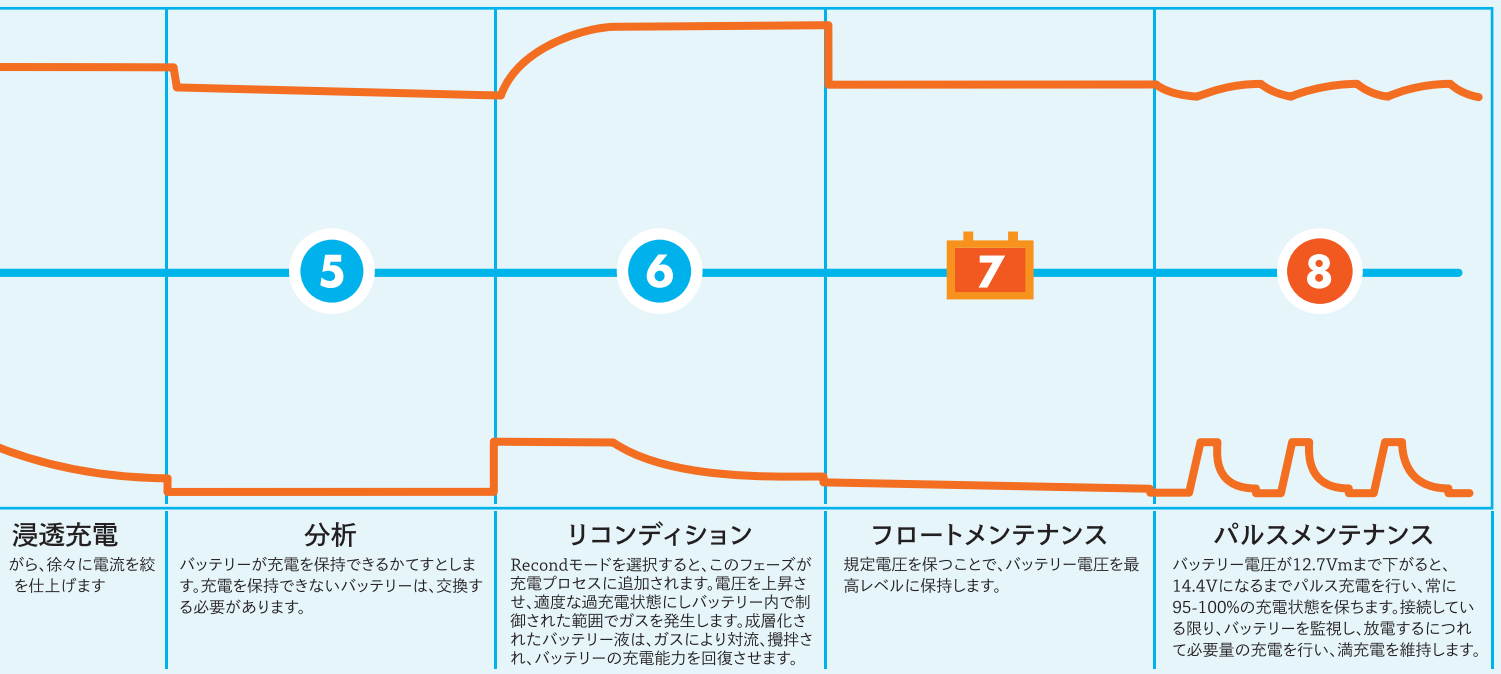 5
6
7
8
浸透充電
がら、徐々に電流を絞
を仕上げます
分析
バッテリーが充電を保持できるかてすとしま
す。充電を保持できないバッテリーは、交換す
る必要があります。
リコンディション
Recondモードを選択すると、このフェーズが
充電プロセスに追加されます。電圧を上昇さ
せ、適度な過充電状態にしバッテリー内で制
御された範囲でガスを発生します。成層化さ
れたバッテリー液は、ガスにより対流、攪拌さ
れ、バッテリーの充電能力を回復させます。
フロートメンテナンス
規定電圧を保つことで、バッテリー電圧を最
高レベルに保持します。
パルスメンテナンス
バッテリー電圧が12.7Vmまで下がると、
14.4Vになるまでパルス充電を行い、常に
95-100%の充電状態を保ちます。接続してい
る限り、バッテリーを監視し、放電するにつれ
て必要量の充電を行い、満充電を維持します。